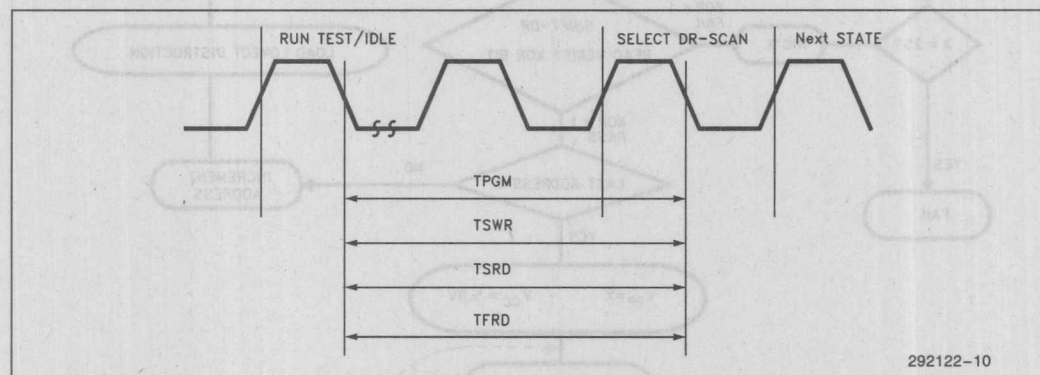 RUN TEST/IDLE
SELECT DR-SCAN
Next STATE
TPGM
TSWR
TSRD
TFRD
292122-10